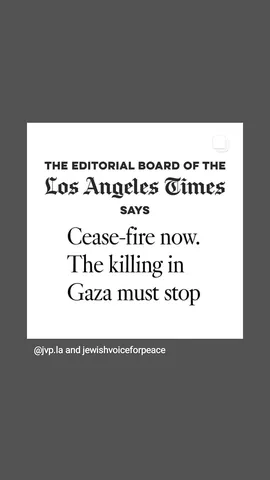 THE EDITORIAL BOARD OF THE
Los Angeles Times
SAYS
Cease-fire now.
The killing in
Gaza must stop
@jvp.la and jewishvoiceforpeace